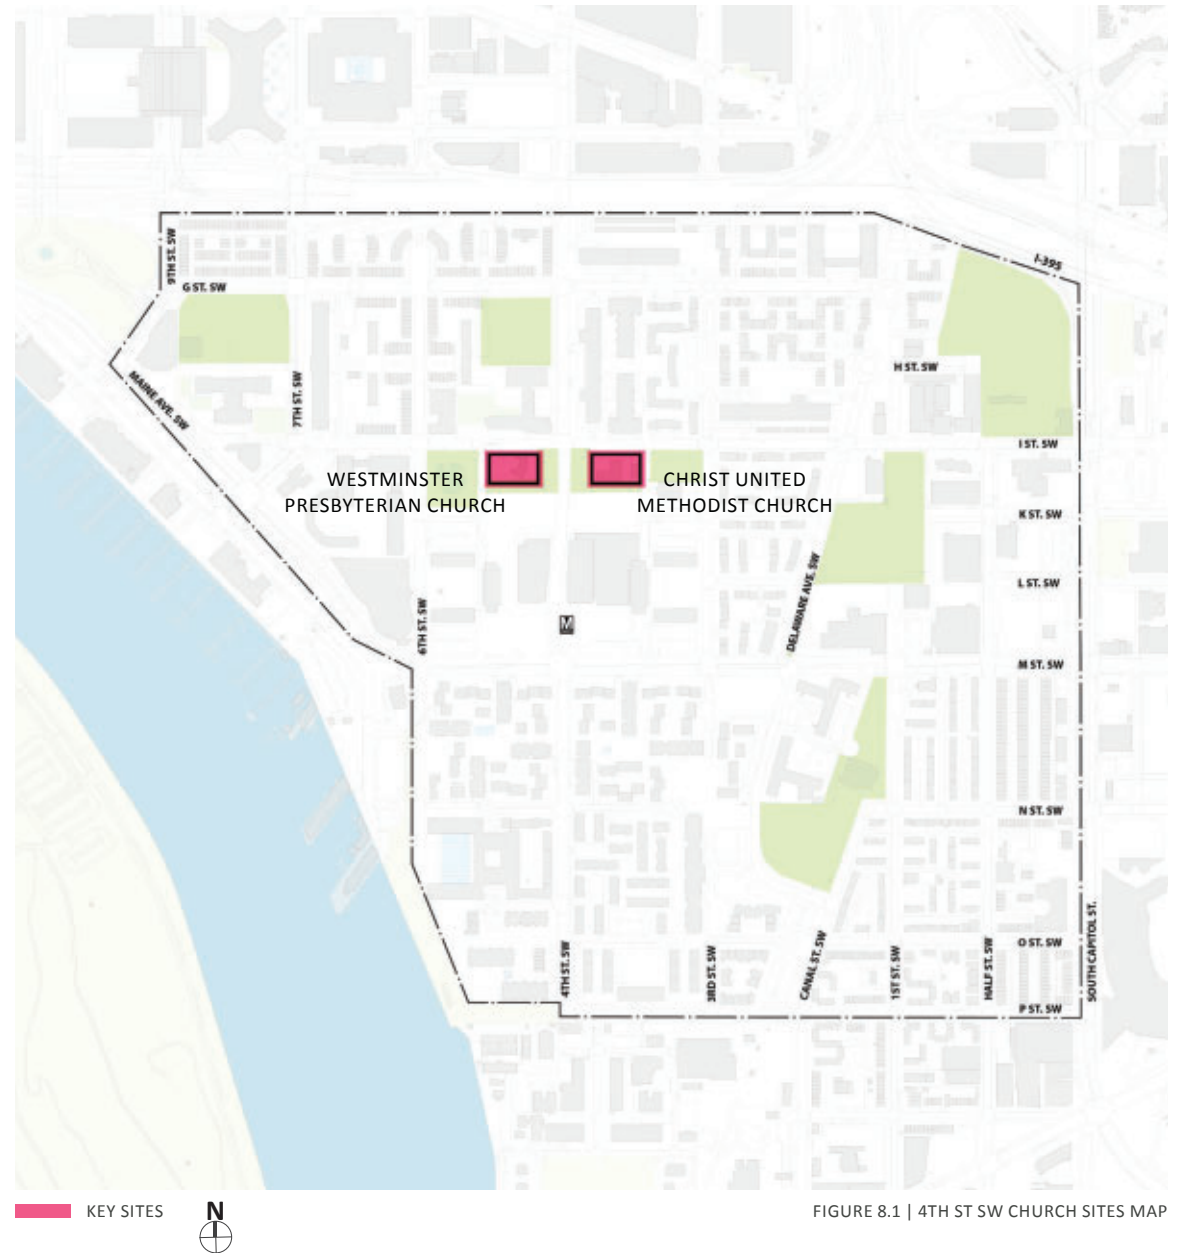 I-395
9TH ST. SW
G ST. SW
H ST. SW
MAINE AVE. SW
7TH ST. SW
I ST. SW
WESTMINSTER
PRESBYTERIAN CHURCH
CHRIST UNITED
METHODIST CHURCH
K ST. SW
DELAWARE AVE. SW
L ST. SW
6TH ST. SW
M
M ST. SW
N ST. SW
4TH ST. SW
3RD ST. SW
CANAL ST. SW
1ST ST. SW
HALF ST. SW
O ST. SW
SOUTH CAPITOL ST.
P ST. SW
KEY SITES
N
FIGURE 8.1 | 4TH ST SW CHURCH SITES MAP